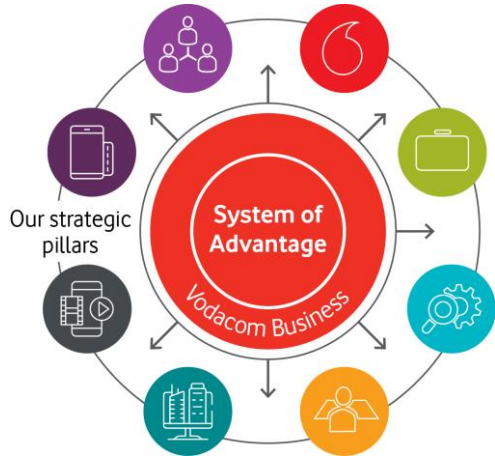 System of
Advantage
Vodacom Business
Our strategic
pillars